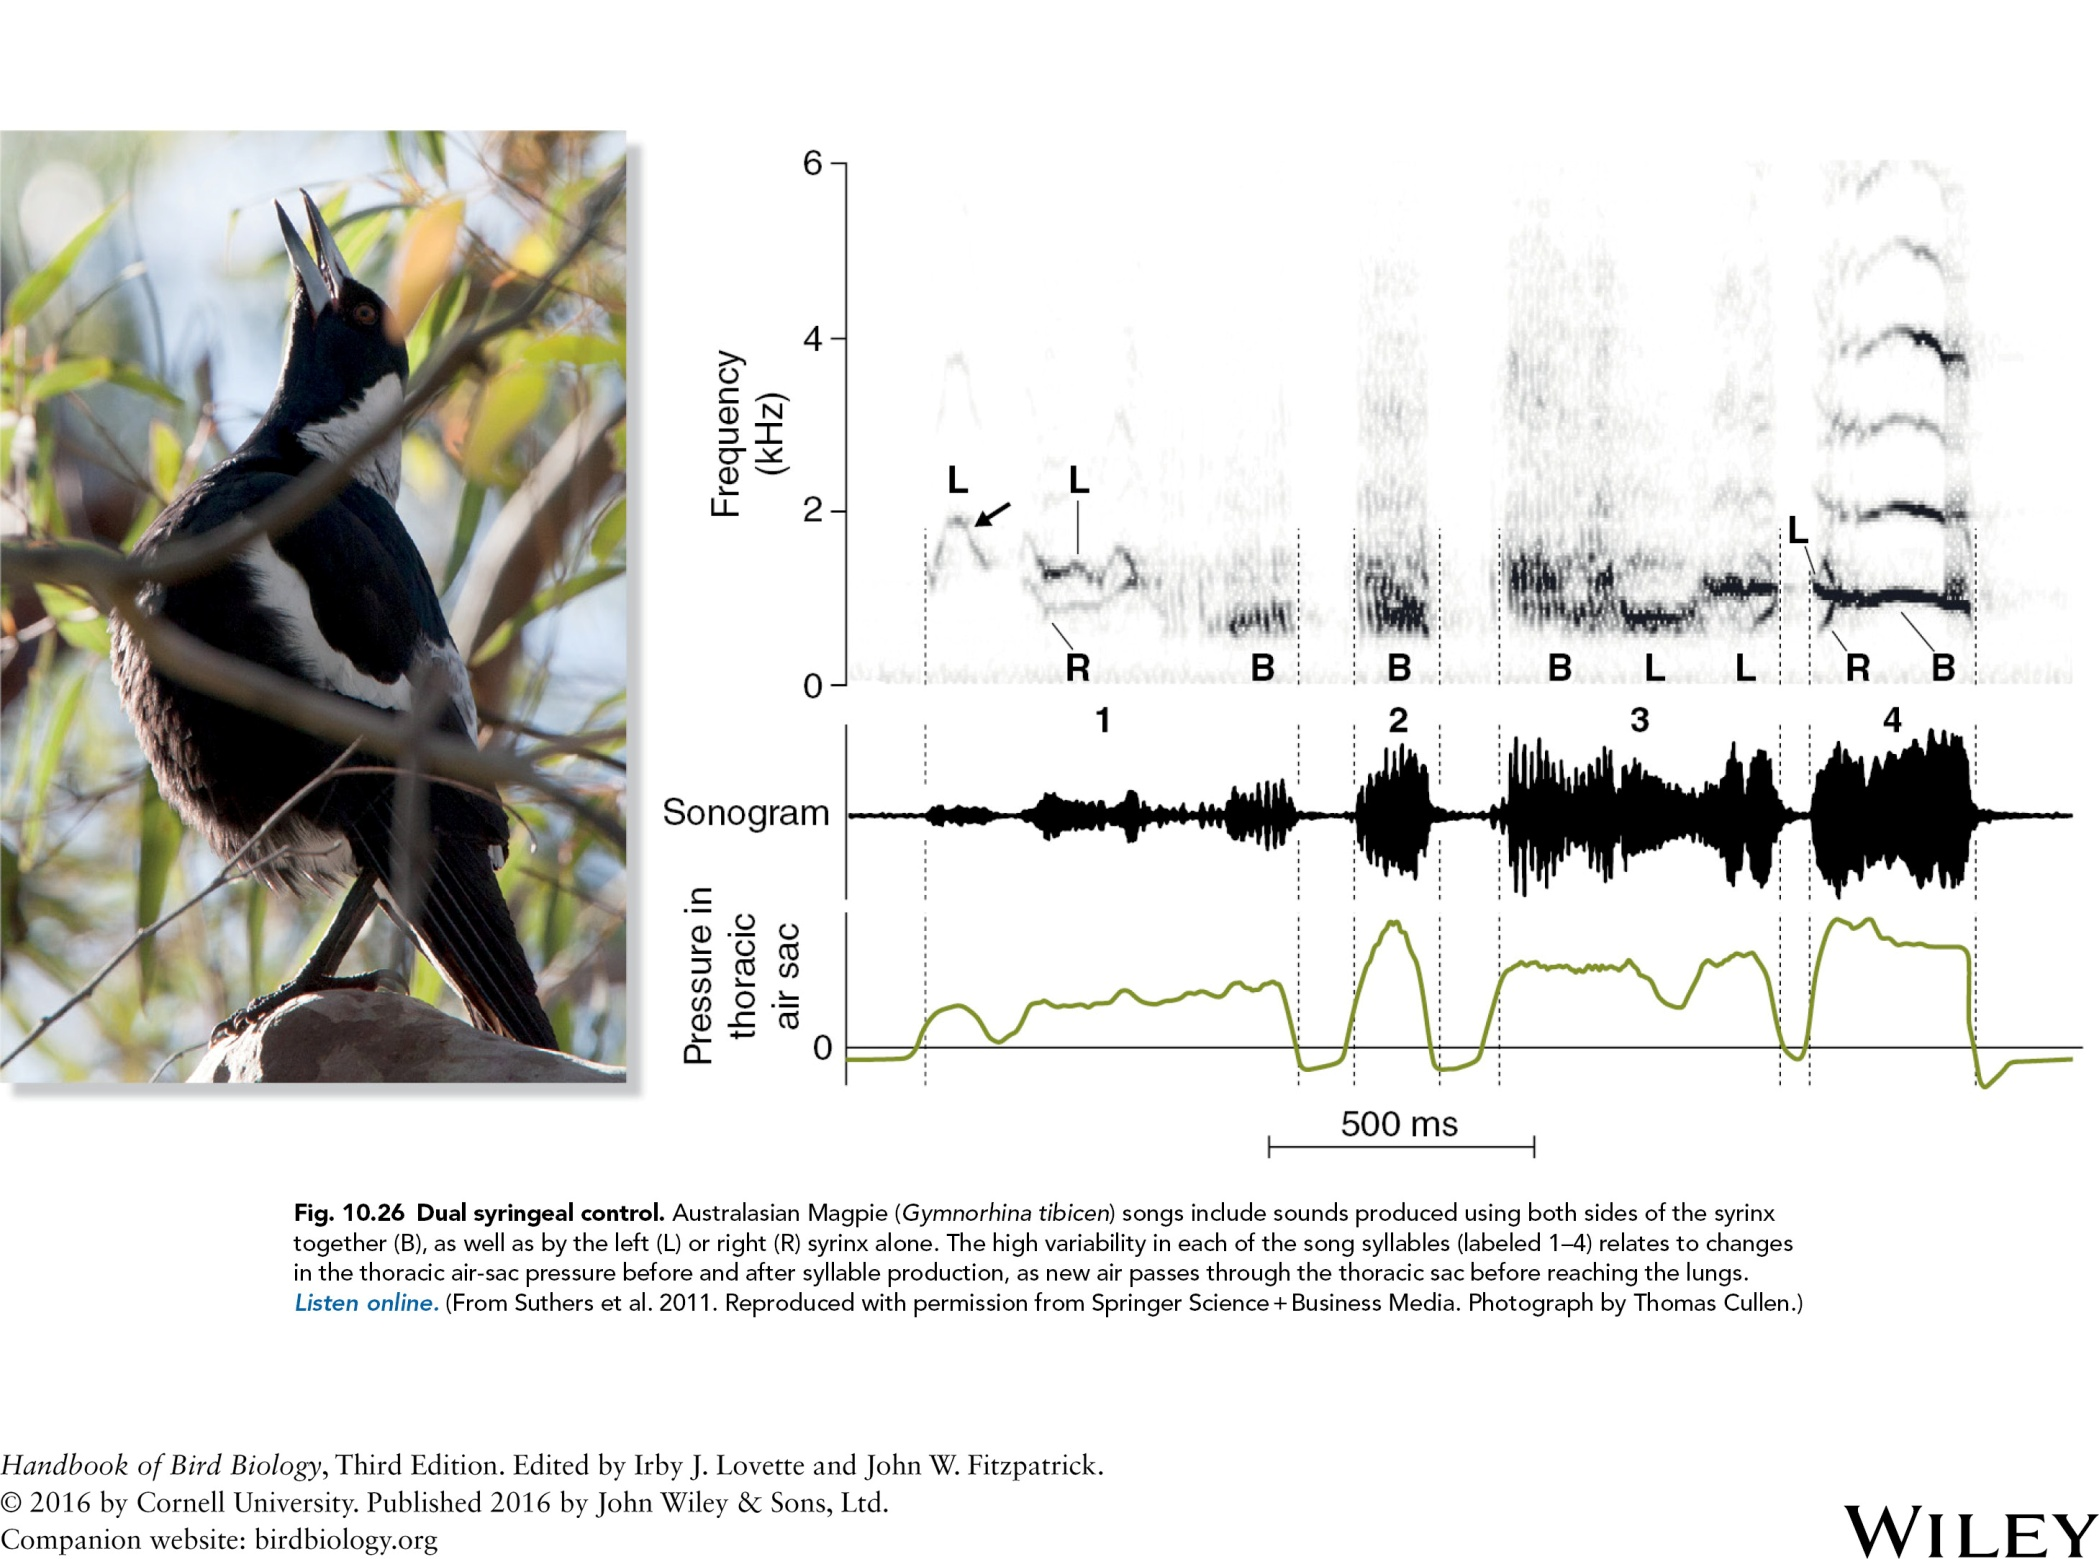 6
4
2
0
Frequency
(kHz)
L
L
L
R
B
B
B
L
L
R
B
1
2
3
4
Sonogram
Pressure in
thoracic
air sac
0
500 ms
Fig. 10.26 Dual syringeal control. Australasian Magpie (Gymnorhina tibicen) songs include sounds produced using both sides of the syrinx
together (B), as well as by the left (L) or right (R) syrinx alone. The high variability in each of the song syllables (labeled 1–4) relates to changes
in the thoracic air-sac pressure before and after syllable production, as new air passes through the thoracic sac before reaching the lungs.
Listen online. (From Suthers et al. 2011. Reproduced with permission from Springer Science+Business Media. Photograph by Thomas Cullen.)
Handbook of Bird Biology, Third Edition. Edited by Irby J. Lovette and John W. Fitzpatrick.
© 2016 by Cornell University. Published 2016 by John Wiley & Sons, Ltd.
Companion website: birdbiology.org
WILEY